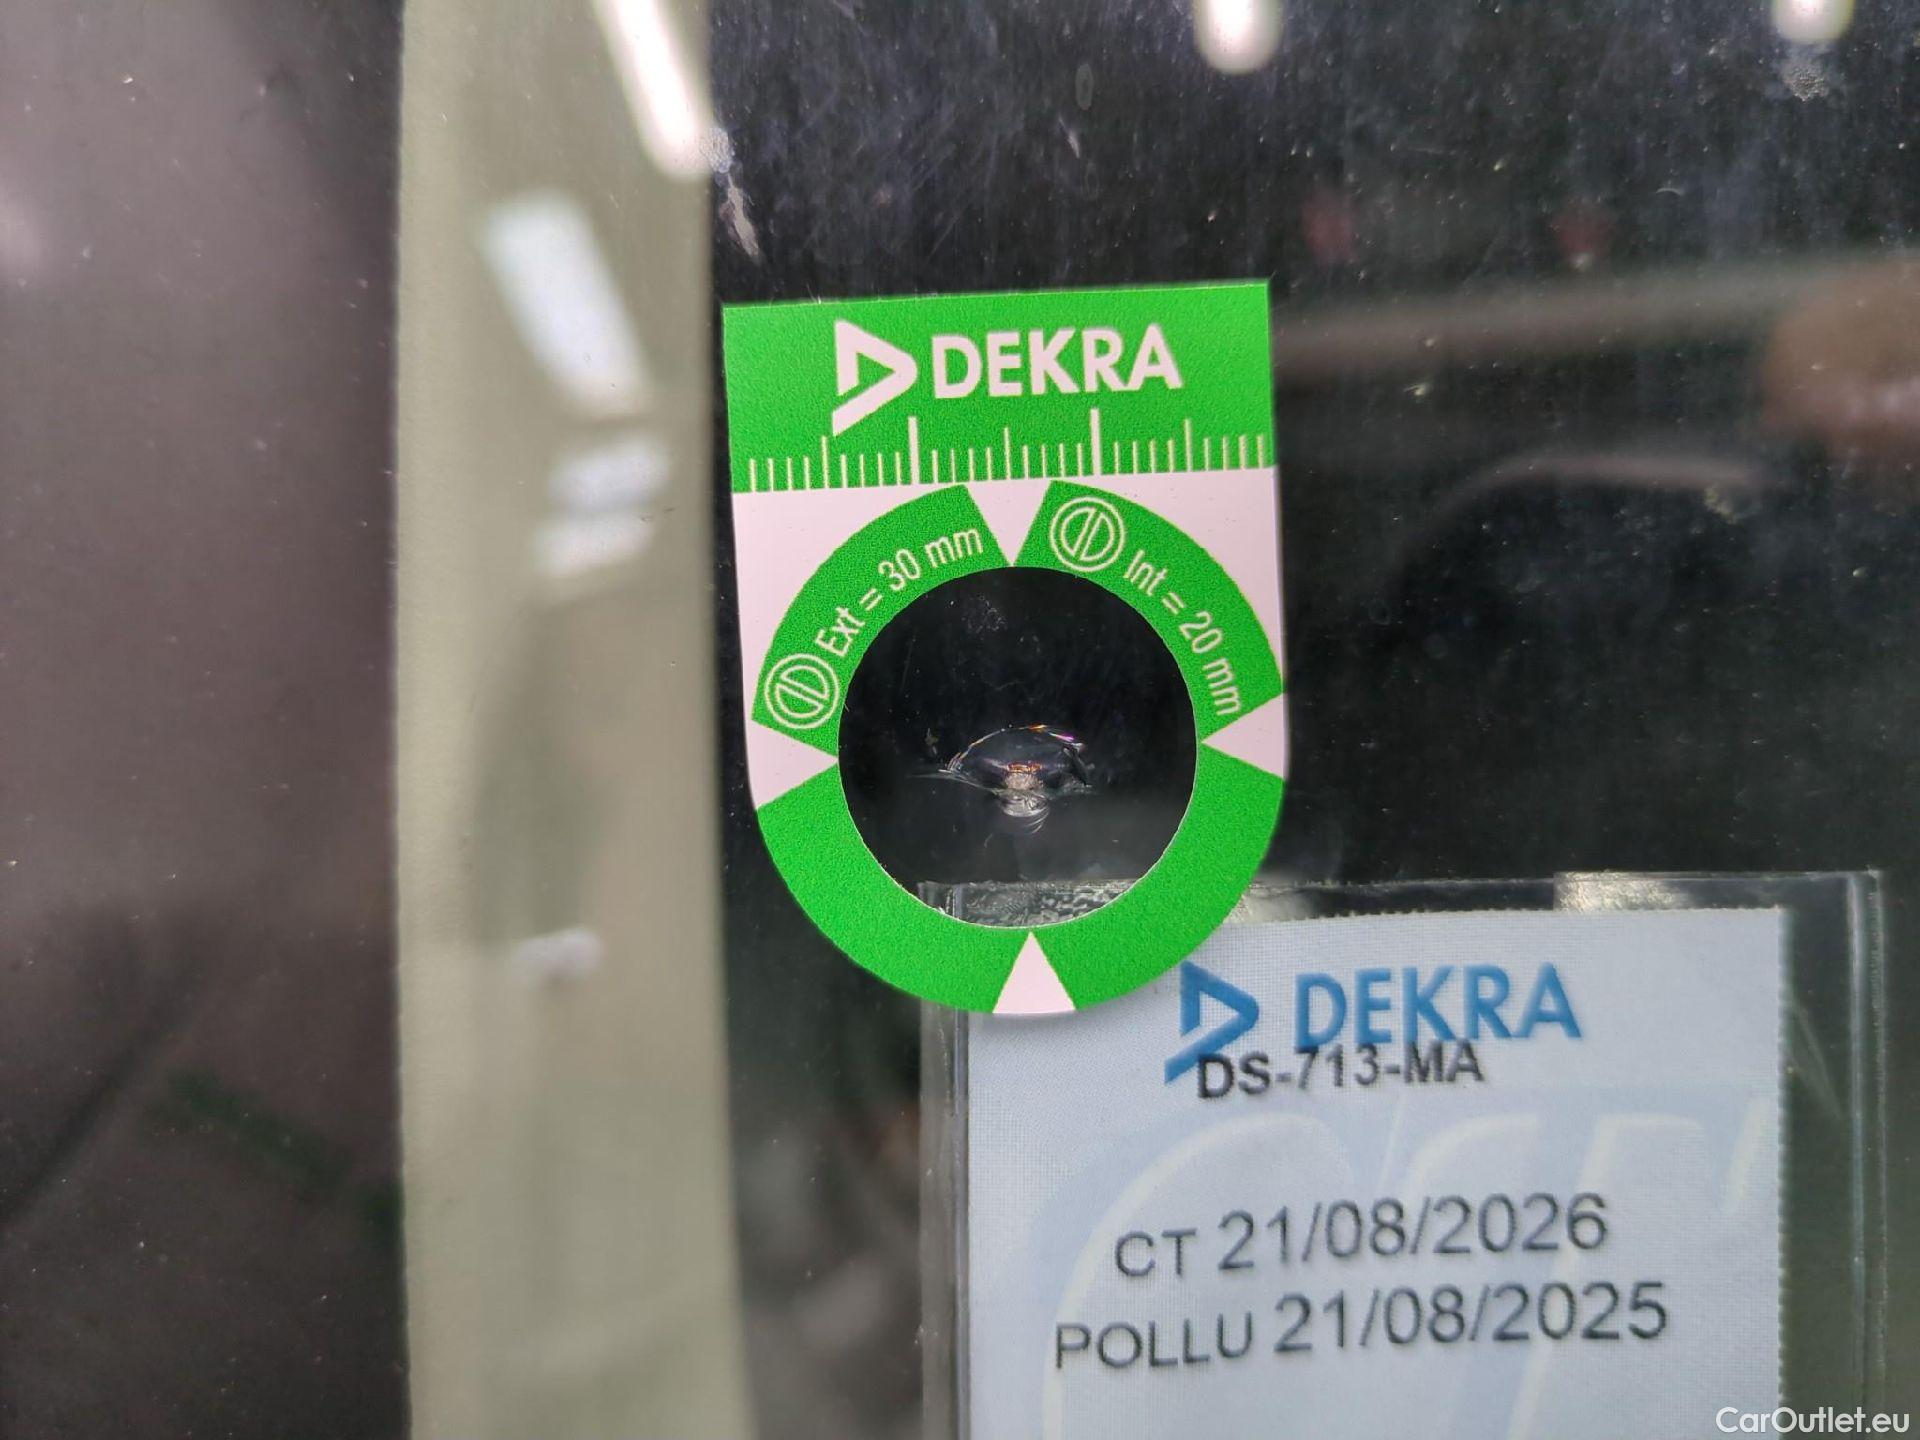 DEKRA
Ext = 30 mm
Int = 20 mm
DEKRA
DS-713-MA
CT 21/08/2026
POLLU 21/08/2025
CarOutlet.eu